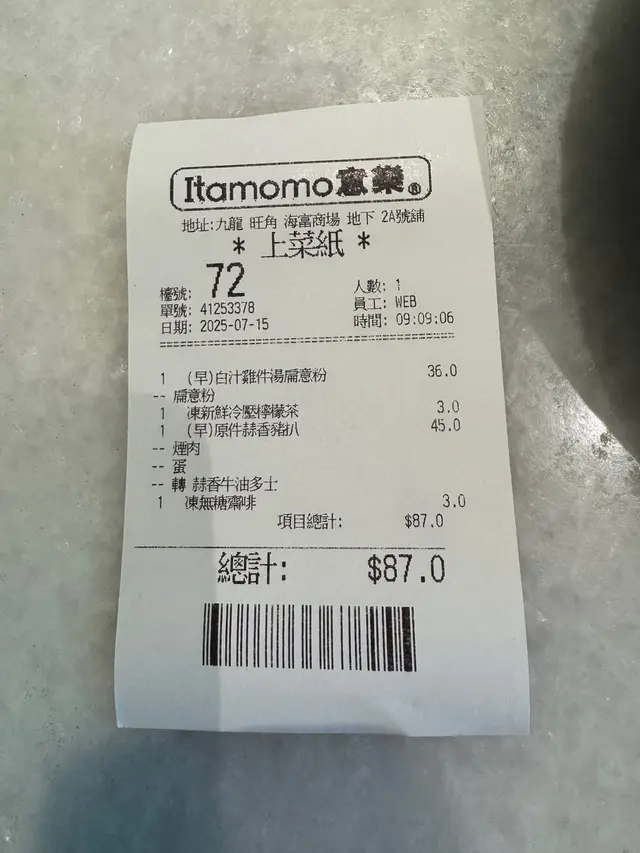 Itamomo意樂®
地址:九龍 旺角 海富商場 地下 2A號舖
* 上菜紙 *
檯號: 72 人數: 1
單號: 41253378 員工: WEB
日期: 2025-07-15 時間: 09:09:06
1 (早)白汁雞件湯扁意粉 36.0
-- 扁意粉
1 凍新鮮冷壓檸檬茶 3.0
1 (早)原件蒜香豬扒 45.0
-- 煙肉
-- 蛋
-- 轉 蒜香牛油多士
1 凍無糖齋啡 3.0
項目總計: $87.0
總計: $87.0